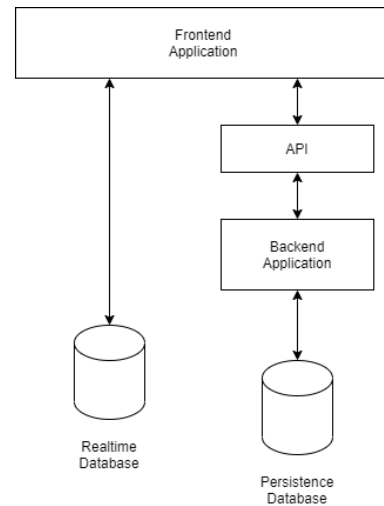 Frontend
Application
API
Backend
Application
Realtime
Database
Persistence
Database